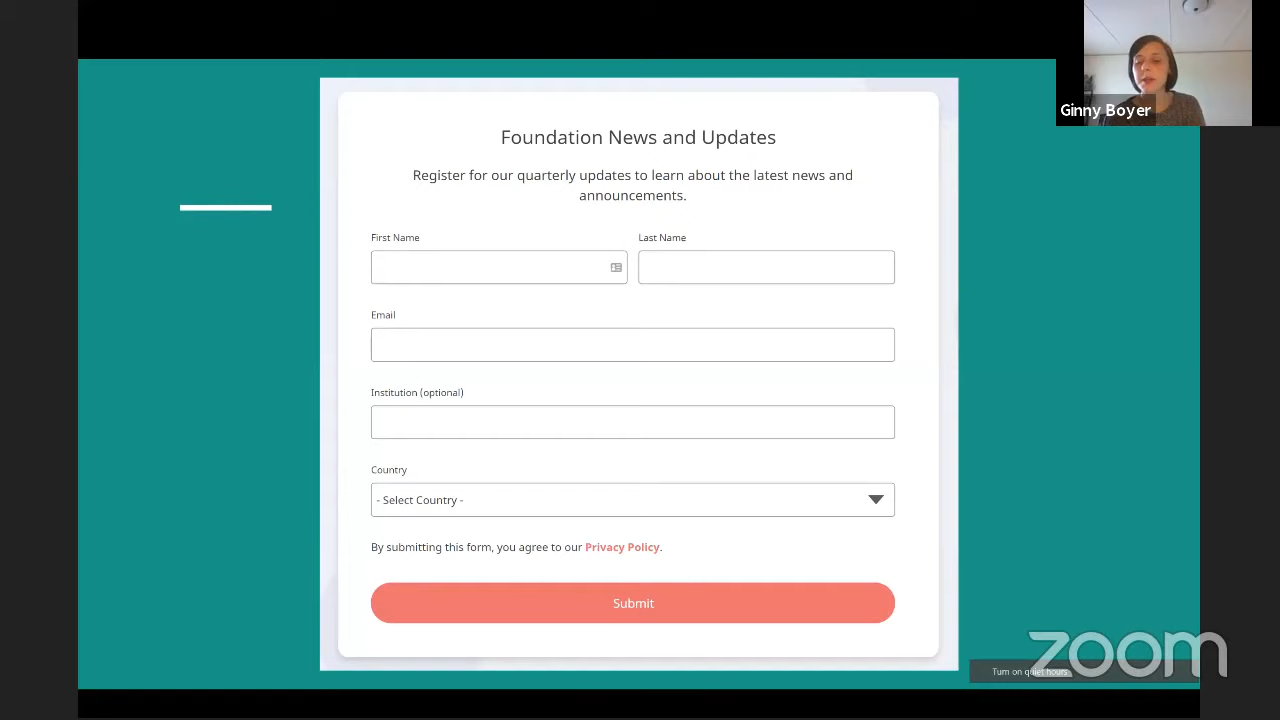 Ginny Boyer
Foundation News and Updates
Register for our quarterly updates to learn about the latest news and
announcements.
First Name
Last Name
Email
Institution (optional)
Country
- Select Country -
By submitting this form, you agree to our Privacy Policy.
Submit
zoom
Turn on quiet hours